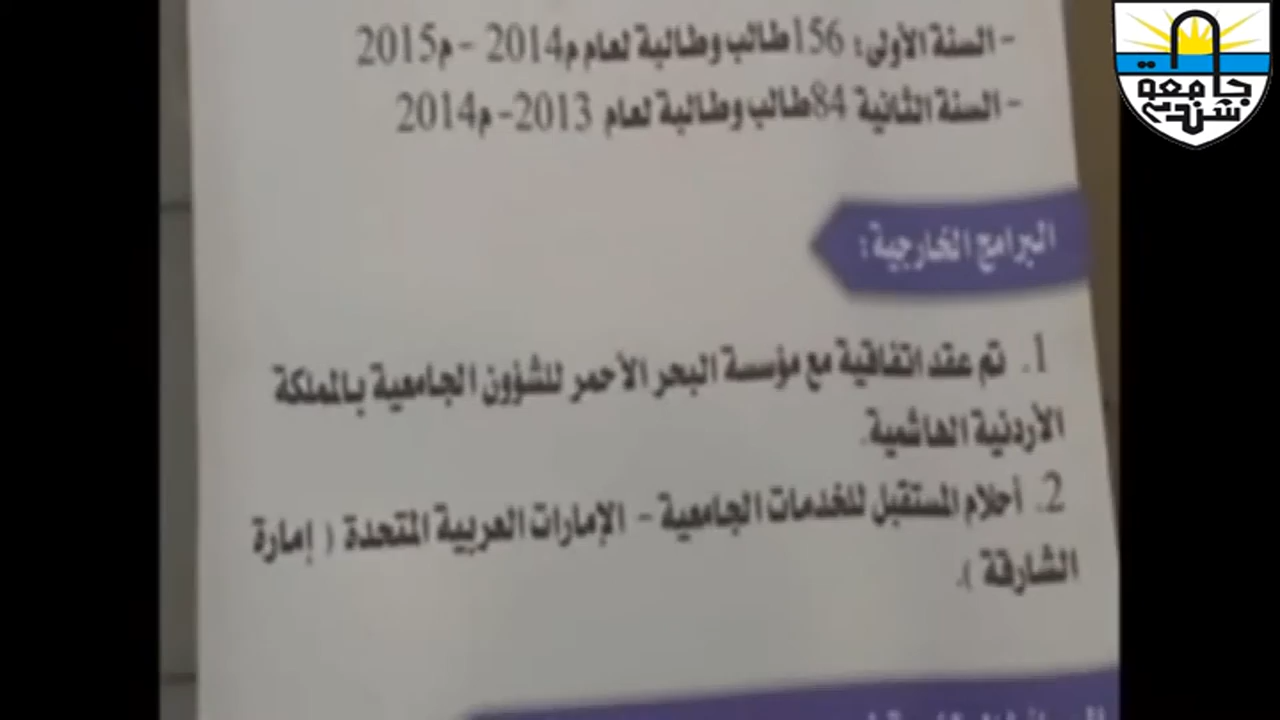 جامعة
شندي
- السنة الأولى: 156 طالب وطالبة لعام 2014م - 2015م
- السنة الثانية 84 طالب وطالبة لعام 2013 - 2014م
البرامج الخارجية:
1. تم عقد اتفاقية مع مؤسسة البحر الأحمر للشؤون الجامعية بالمملكة
الأردنية الهاشمية.
2. أحلام المستقبل للخدمات الجامعية - الإمارات العربية المتحدة ( إمارة
الشارقة ).